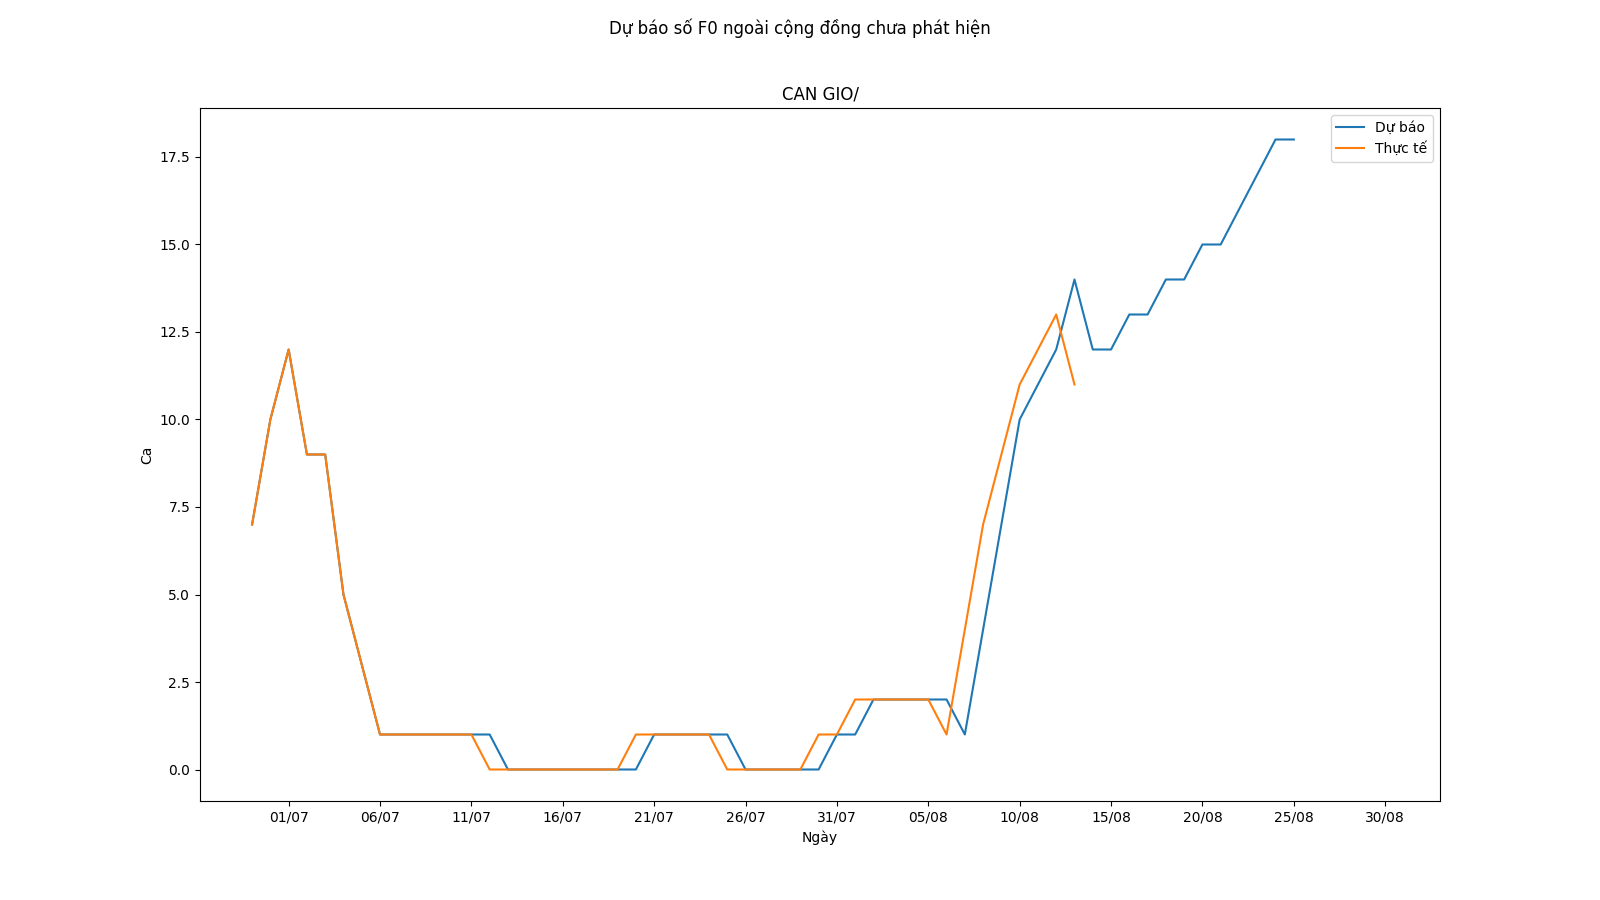 Dự báo số F0 ngoài cộng đồng chưa phát hiện
CAN GIO/
Dự báo
Thực tế
17.5
15.0
12.5
10.0
7.5
5.0
2.5
0.0
Ca
01/07 06/07 11/07 16/07 21/07 26/07 31/07 05/08 10/08 15/08 20/08 25/08 30/08
Ngày